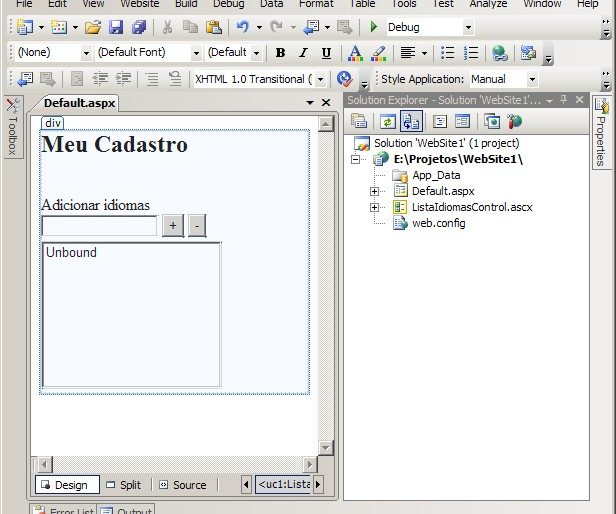 Edit View Website Build Debug Format Tools Test Analyze Window Help
Debug
(None) (Default Font) (Default B I U A
XHTML 1.0 Transitional ( Style Application: Manual
Toolbox
Default.aspx
div
Meu Cadastro
Adicionar idiomas
+ -
Unbound
Design Split Source <uc1:Lista
Error List Output
Solution Explorer - Solution 'WebSite1'...
Solution 'WebSite1' (1 project)
E:\Projetos\WebSite1\
App_Data
Default.aspx
ListaIdiomasControl.ascx
web.config
Properties